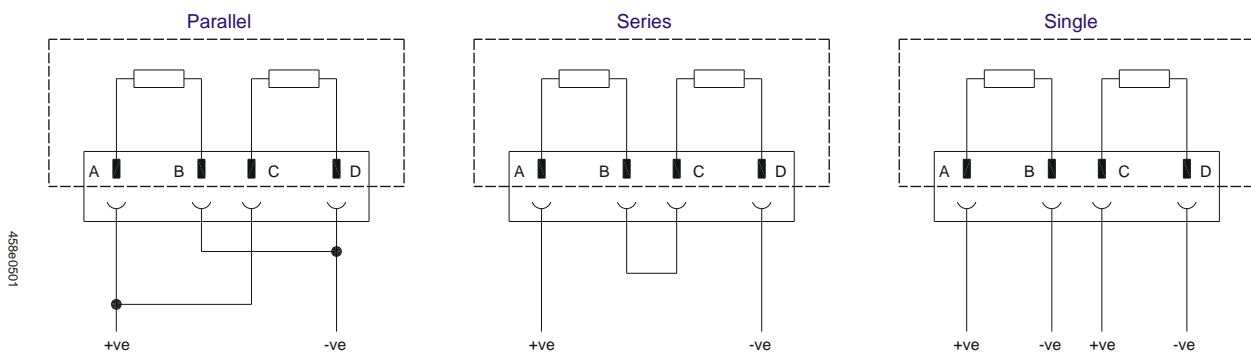 Parallel
Series
Single
A B C D
A B C D
A B C D
458e0501
+ve -ve
+ve -ve
+ve -ve +ve -ve